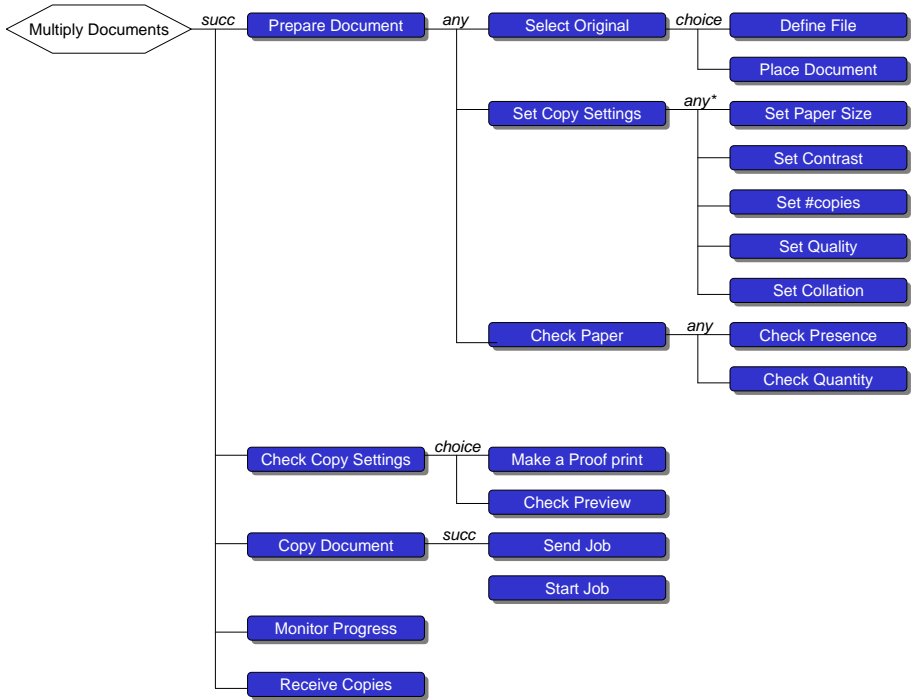 Multiply Documents
succ
Prepare Document
any
Select Original
choice
Define File
Place Document
Set Copy Settings
any*
Set Paper Size
Set Contrast
Set #copies
Set Quality
Set Collation
Check Paper
any
Check Presence
Check Quantity
Check Copy Settings
choice
Make a Proof print
Check Preview
Copy Document
succ
Send Job
Start Job
Monitor Progress
Receive Copies